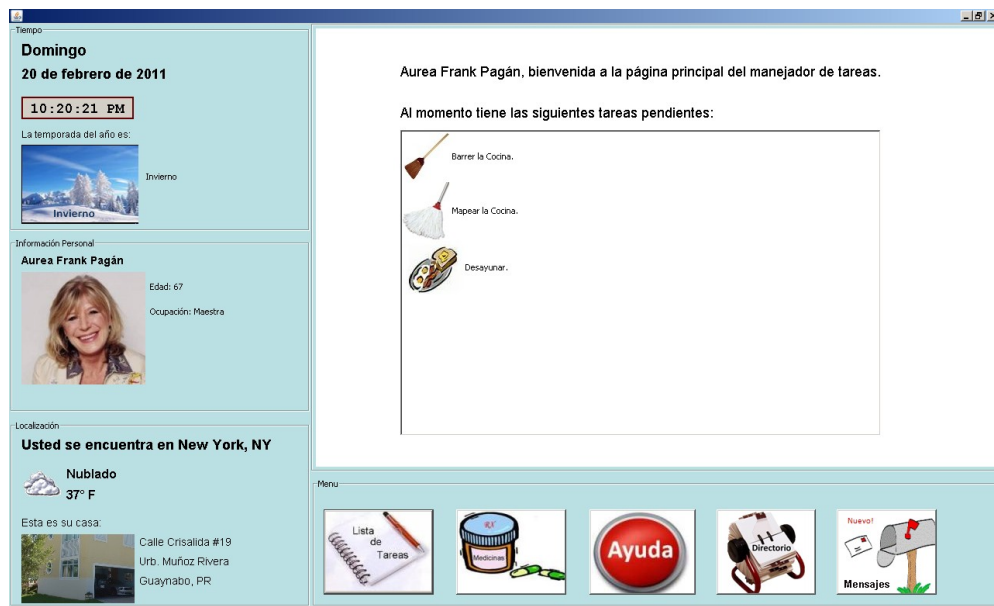 Tiempo
Domingo
20 de febrero de 2011
10:20:21 PM
La temporada del año es:
Invierno
Invierno
Información Personal
Aurea Frank Pagán
Edad: 67
Ocupación: Maestra
Localización
Usted se encuentra en New York, NY
Nublado
37° F
Esta es su casa:
Calle Crisalida #19
Urb. Muñoz Rivera
Guaynabo, PR
Aurea Frank Pagán, bienvenida a la página principal del manejador de tareas.
Al momento tiene las siguientes tareas pendientes:
Barrer la Cocina.
Mapear la Cocina.
Desayunar.
Menu
Lista
de
Tareas
RX
Medicinas
Ayuda
Directorio
Nuevo!
Mensajes